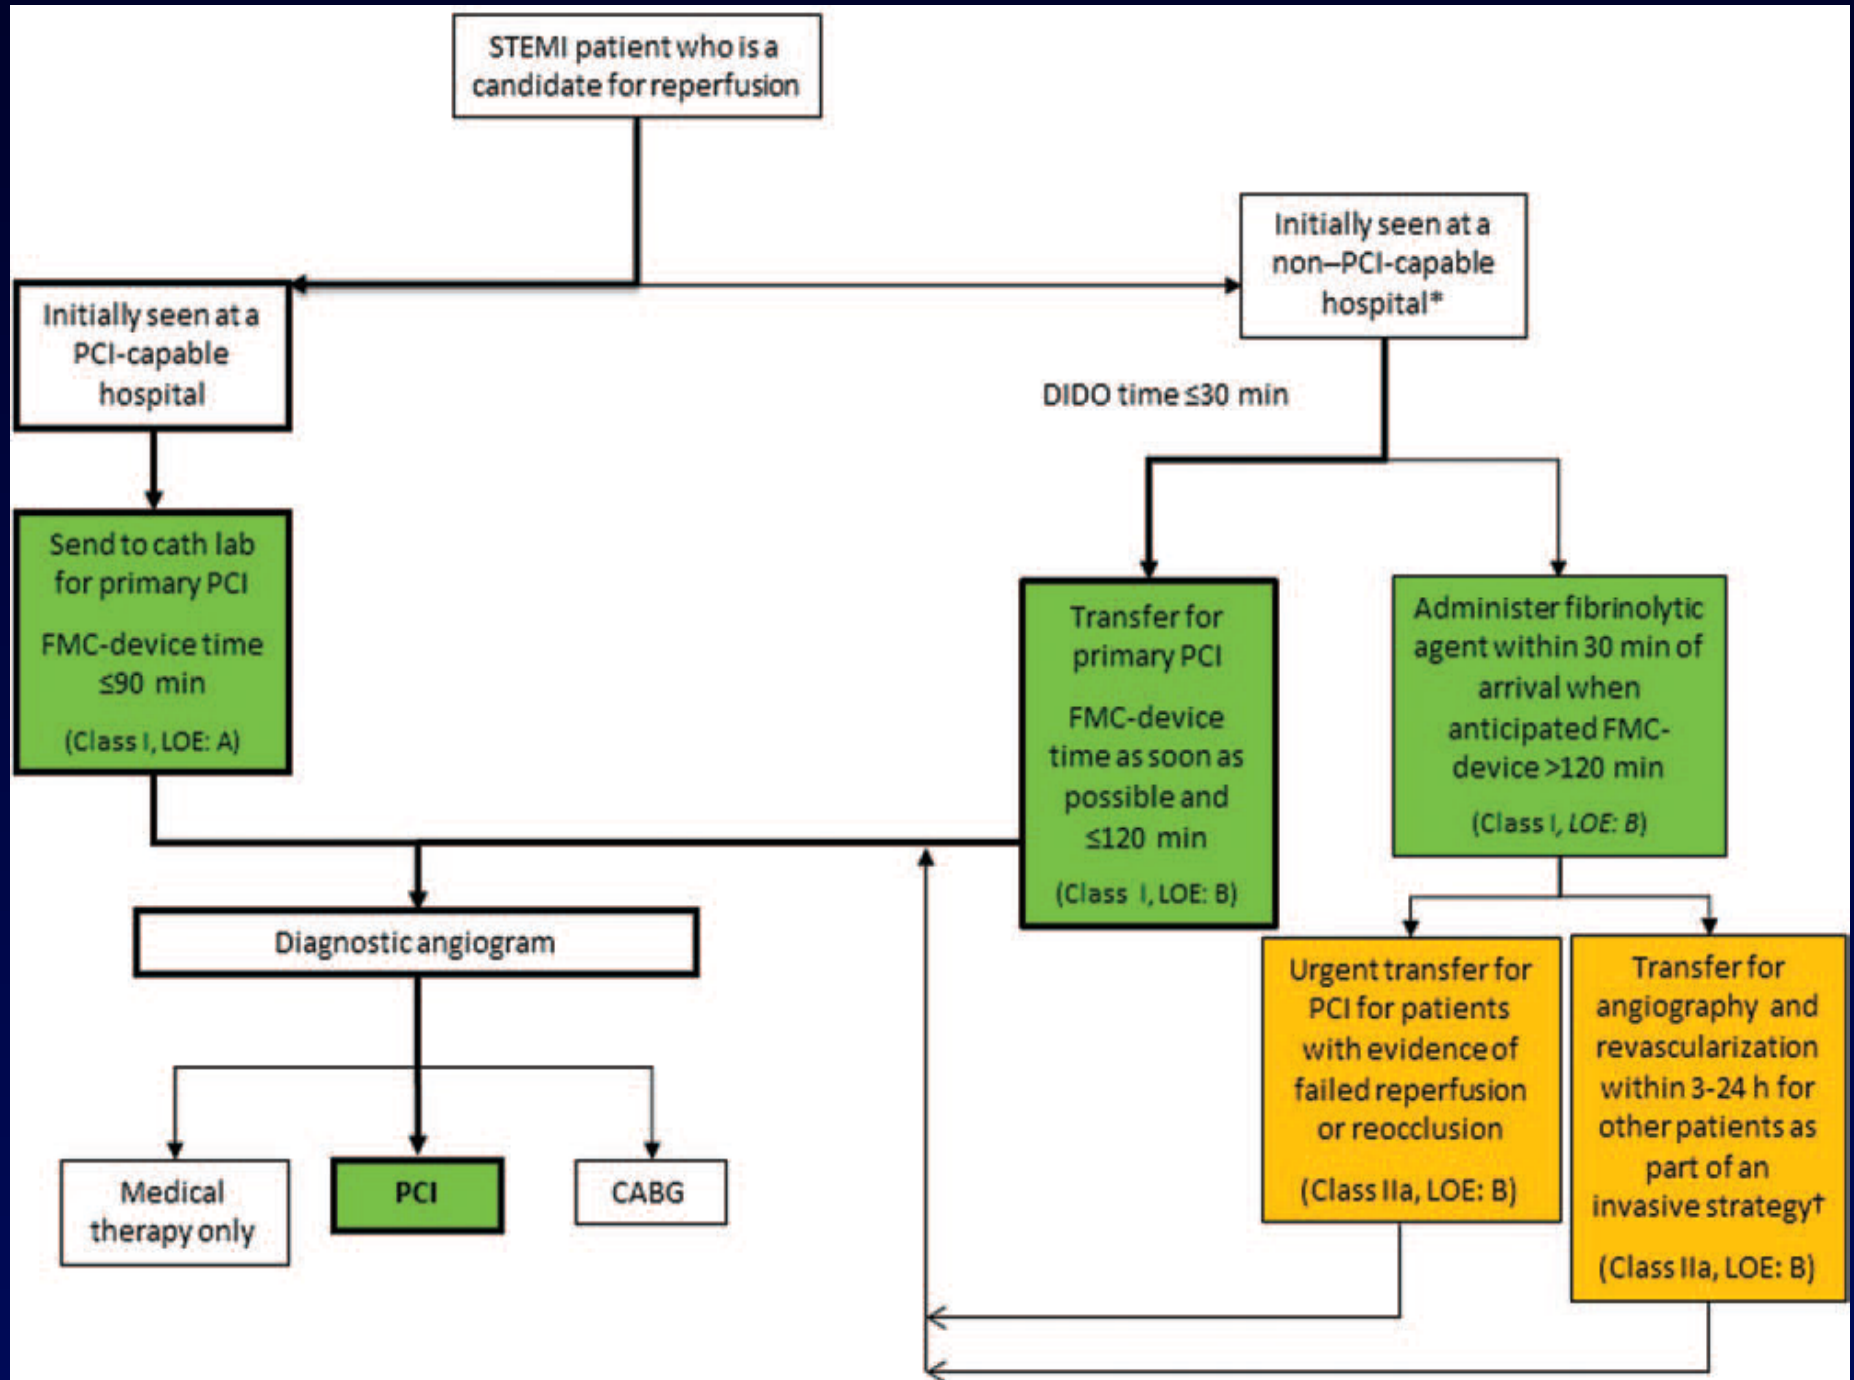 STEMI patient who is a
candidate for reperfusion
Initially seen at a
non–PCI-capable
hospital*
Initially seen at a
PCI-capable
hospital
DIDO time ≤30 min
Send to cath lab
for primary PCI
FMC-device time
≤90 min
(Class I, LOE: A)
Transfer for
primary PCI
FMC-device
time as soon as
possible and
≤120 min
(Class I, LOE: B)
Administer fibrinolytic
agent within 30 min of
arrival when
anticipated FMC-
device >120 min
(Class I, LOE: B)
Diagnostic angiogram
Urgent transfer for
PCI for patients
with evidence of
failed reperfusion
or reocclusion
(Class IIa, LOE: B)
Transfer for
angiography and
revascularization
within 3-24 h for
other patients as
part of an
invasive strategy†
(Class IIa, LOE: B)
Medical
therapy only
PCI
CABG